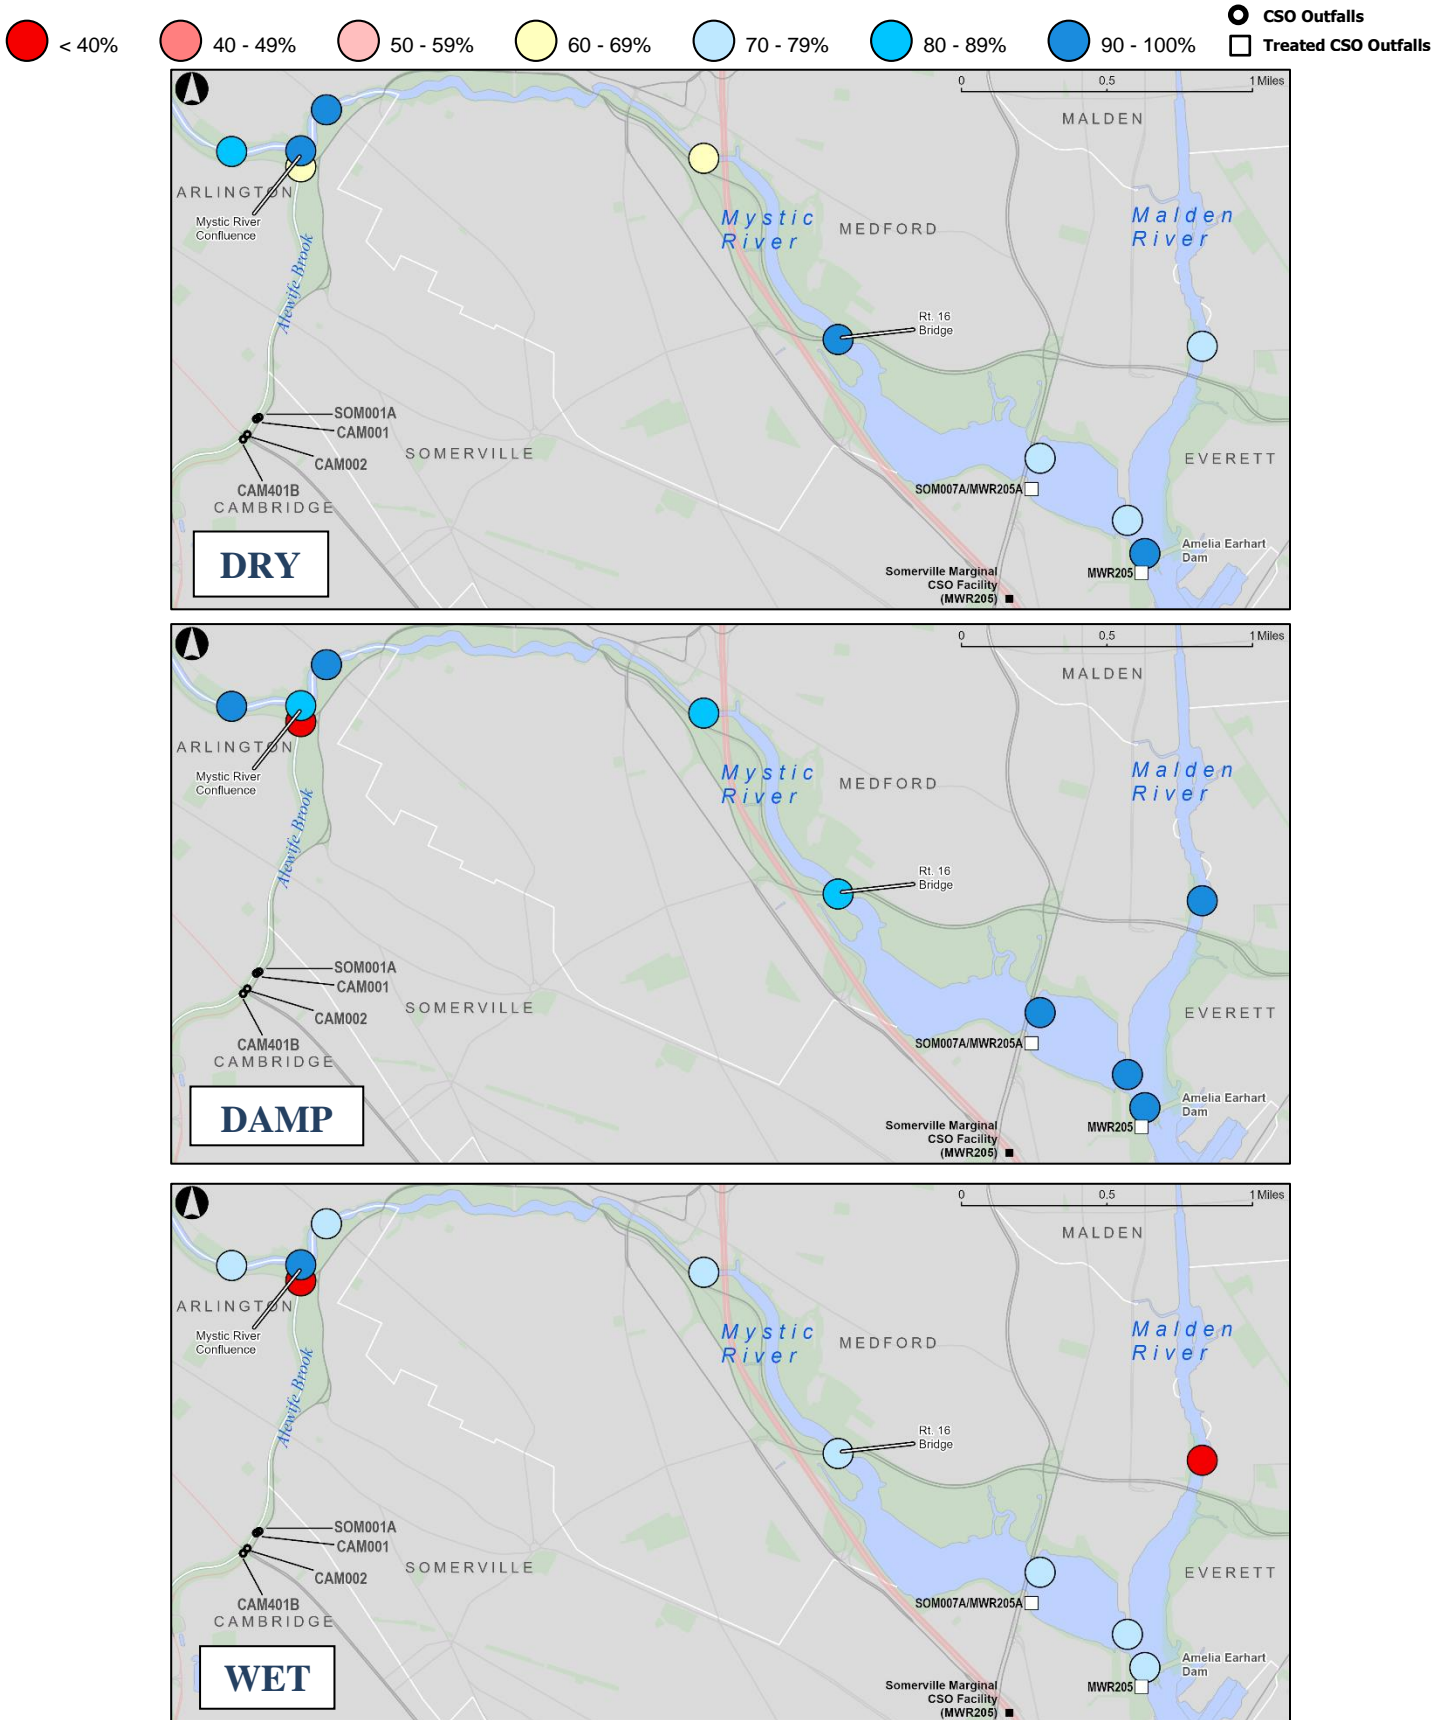 < 40%
40 - 49%
50 - 59%
60 - 69%
70 - 79%
80 - 89%
90 - 100%
CSO Outfalls
Treated CSO Outfalls
0 0.5 1 Miles
MALDEN
ARLINGTON
Mystic River
Confluence
Mystic
River
MEDFORD
Malden
River
Alewife Brook
Rt. 16
Bridge
SOM001A
CAM001
CAM002
SOMERVILLE
CAM401B
CAMBRIDGE
EVERETT
SOM007A/MWR205A
Amelia Earhart
Dam
MWR205
Somerville Marginal
CSO Facility
(MWR205)
DRY
0 0.5 1 Miles
MALDEN
ARLINGTON
Mystic River
Confluence
Mystic
River
MEDFORD
Malden
River
Alewife Brook
Rt. 16
Bridge
SOM001A
CAM001
CAM002
SOMERVILLE
CAM401B
CAMBRIDGE
EVERETT
SOM007A/MWR205A
Amelia Earhart
Dam
MWR205
Somerville Marginal
CSO Facility
(MWR205)
DAMP
0 0.5 1 Miles
MALDEN
ARLINGTON
Mystic River
Confluence
Mystic
River
MEDFORD
Malden
River
Alewife Brook
Rt. 16
Bridge
SOM001A
CAM001
CAM002
SOMERVILLE
CAM401B
CAMBRIDGE
EVERETT
SOM007A/MWR205A
Amelia Earhart
Dam
MWR205
Somerville Marginal
CSO Facility
(MWR205)
WET